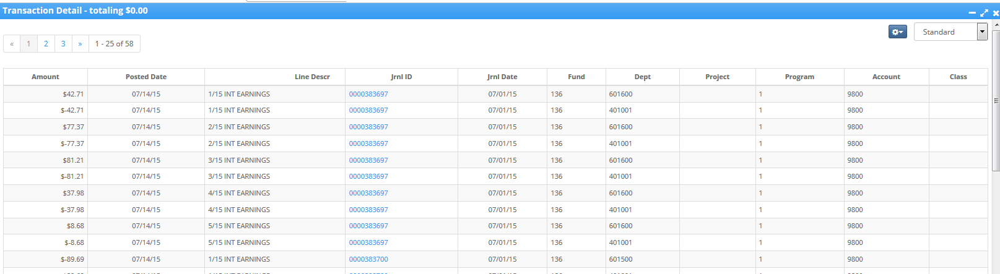 Transaction Detail - totaling $0.00
Standard
« 1 2 3 » 1 - 25 of 58
Amount Posted Date Line Descr Jrnl ID Jrnl Date Fund Dept Project Program Account Class
$42.71 07/14/15 1/15 INT EARNINGS 0000383697 07/01/15 136 601600 1 9800
$-42.71 07/14/15 1/15 INT EARNINGS 0000383697 07/01/15 136 401001 1 9800
$77.37 07/14/15 2/15 INT EARNINGS 0000383697 07/01/15 136 601600 1 9800
$-77.37 07/14/15 2/15 INT EARNINGS 0000383697 07/01/15 136 401001 1 9800
$81.21 07/14/15 3/15 INT EARNINGS 0000383697 07/01/15 136 601600 1 9800
$-81.21 07/14/15 3/15 INT EARNINGS 0000383697 07/01/15 136 401001 1 9800
$37.98 07/14/15 4/15 INT EARNINGS 0000383697 07/01/15 136 601600 1 9800
$-37.98 07/14/15 4/15 INT EARNINGS 0000383697 07/01/15 136 401001 1 9800
$8.68 07/14/15 5/15 INT EARNINGS 0000383697 07/01/15 136 601600 1 9800
$-8.68 07/14/15 5/15 INT EARNINGS 0000383697 07/01/15 136 401001 1 9800
$-89.69 07/14/15 1/15 INT EARNINGS 0000383700 07/01/15 136 601500 1 9800